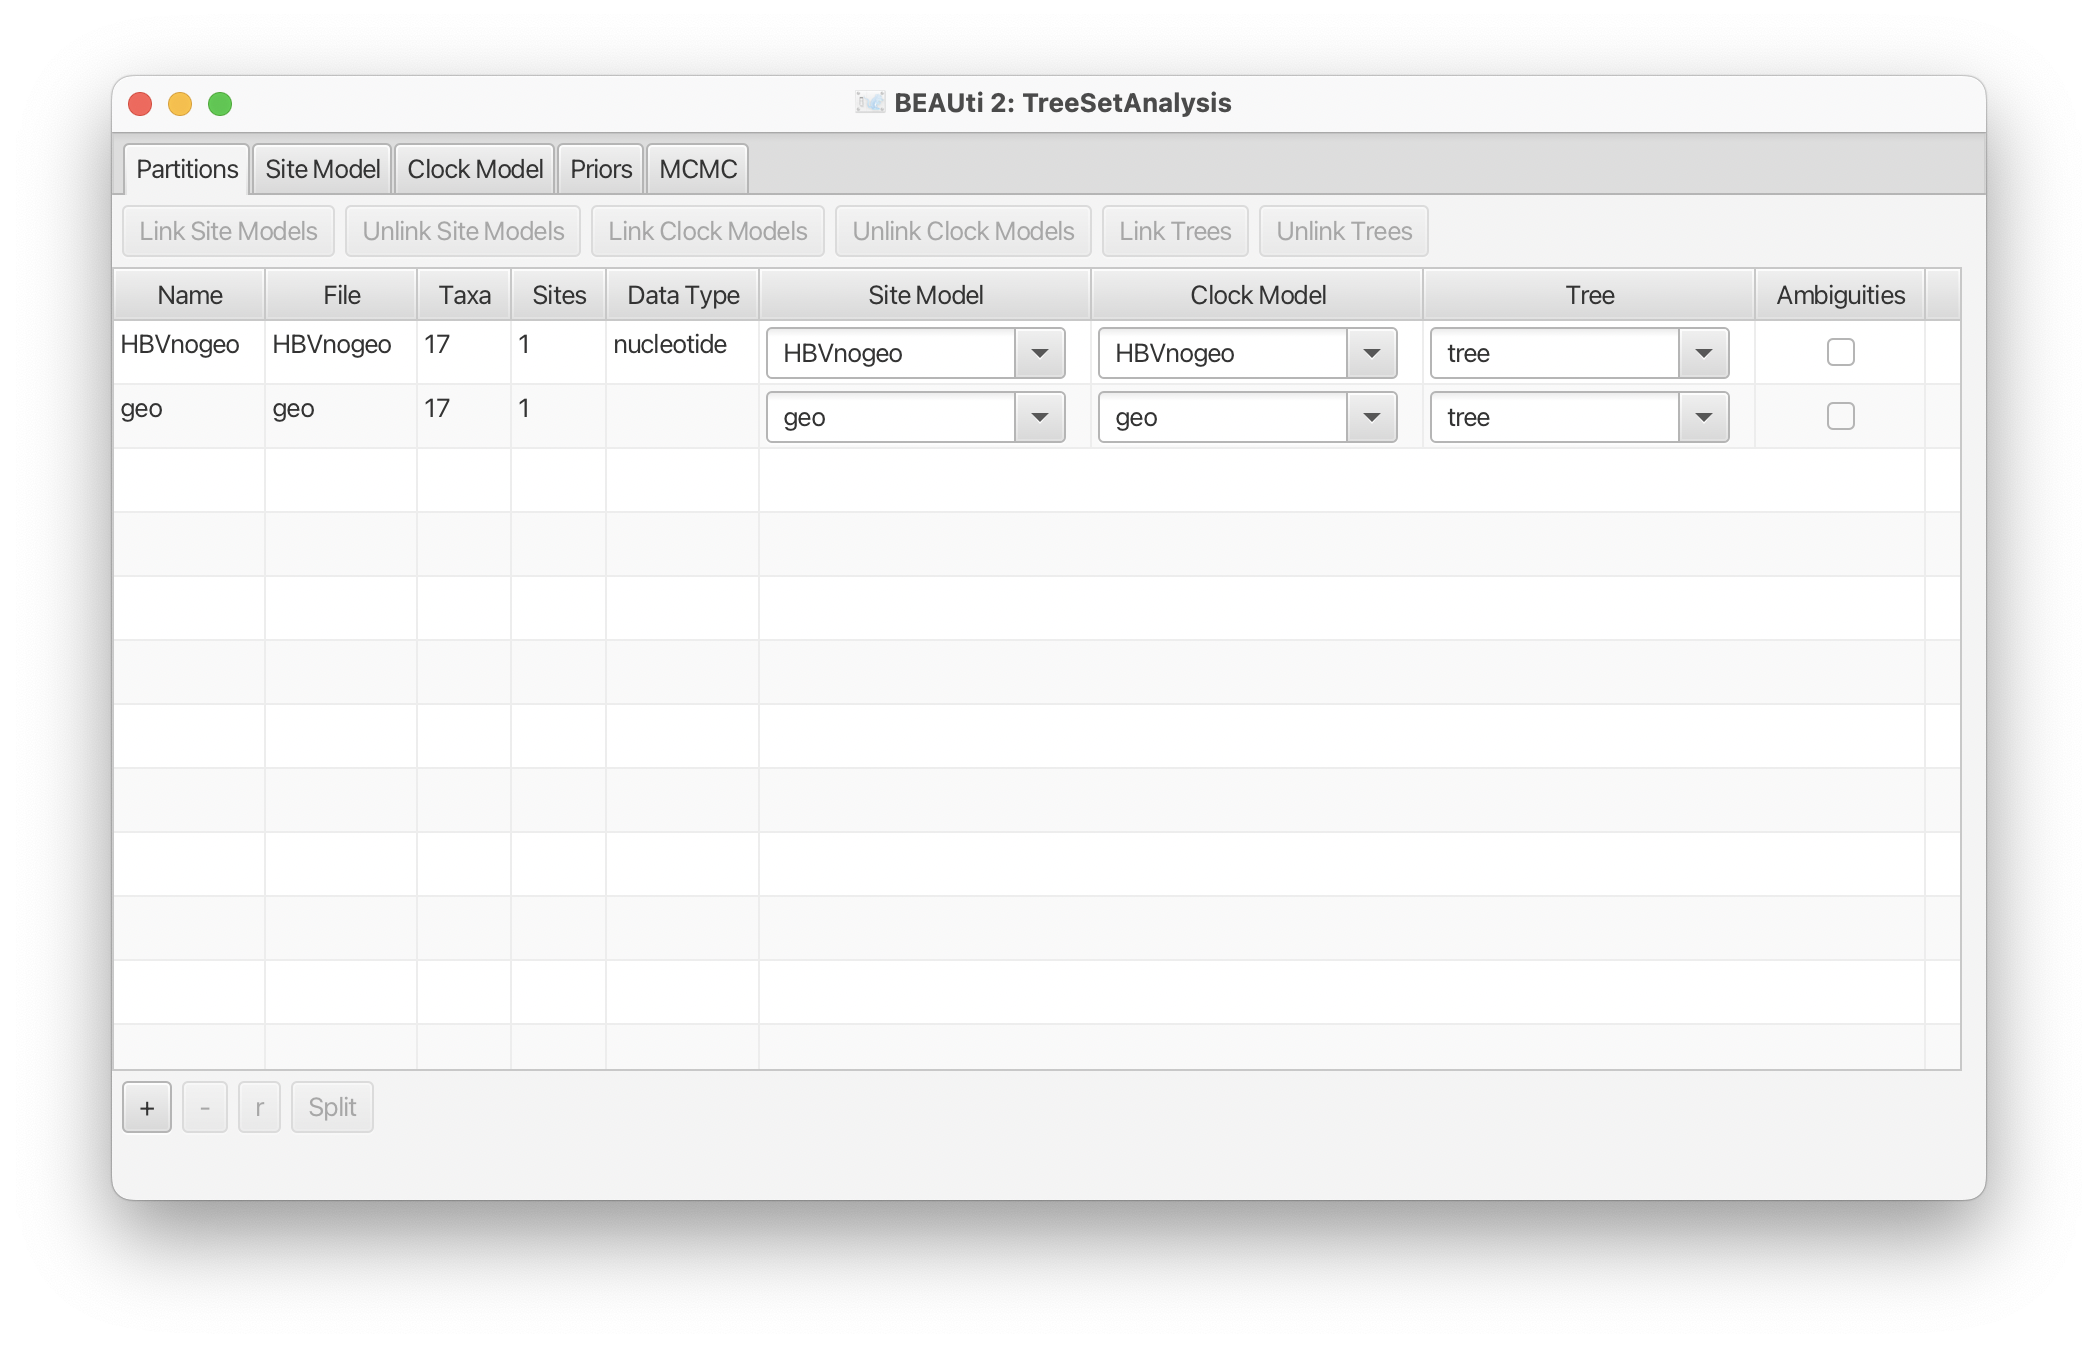 BEAUti 2: TreeSetAnalysis
Partitions Site Model Clock Model Priors MCMC
Link Site Models Unlink Site Models Link Clock Models Unlink Clock Models Link Trees Unlink Trees
Name File Taxa Sites Data Type Site Model Clock Model Tree Ambiguities
HBVnogeo HBVnogeo 17 1 nucleotide HBVnogeo HBVnogeo tree
geo geo 17 1 geo geo tree
+ - r Split